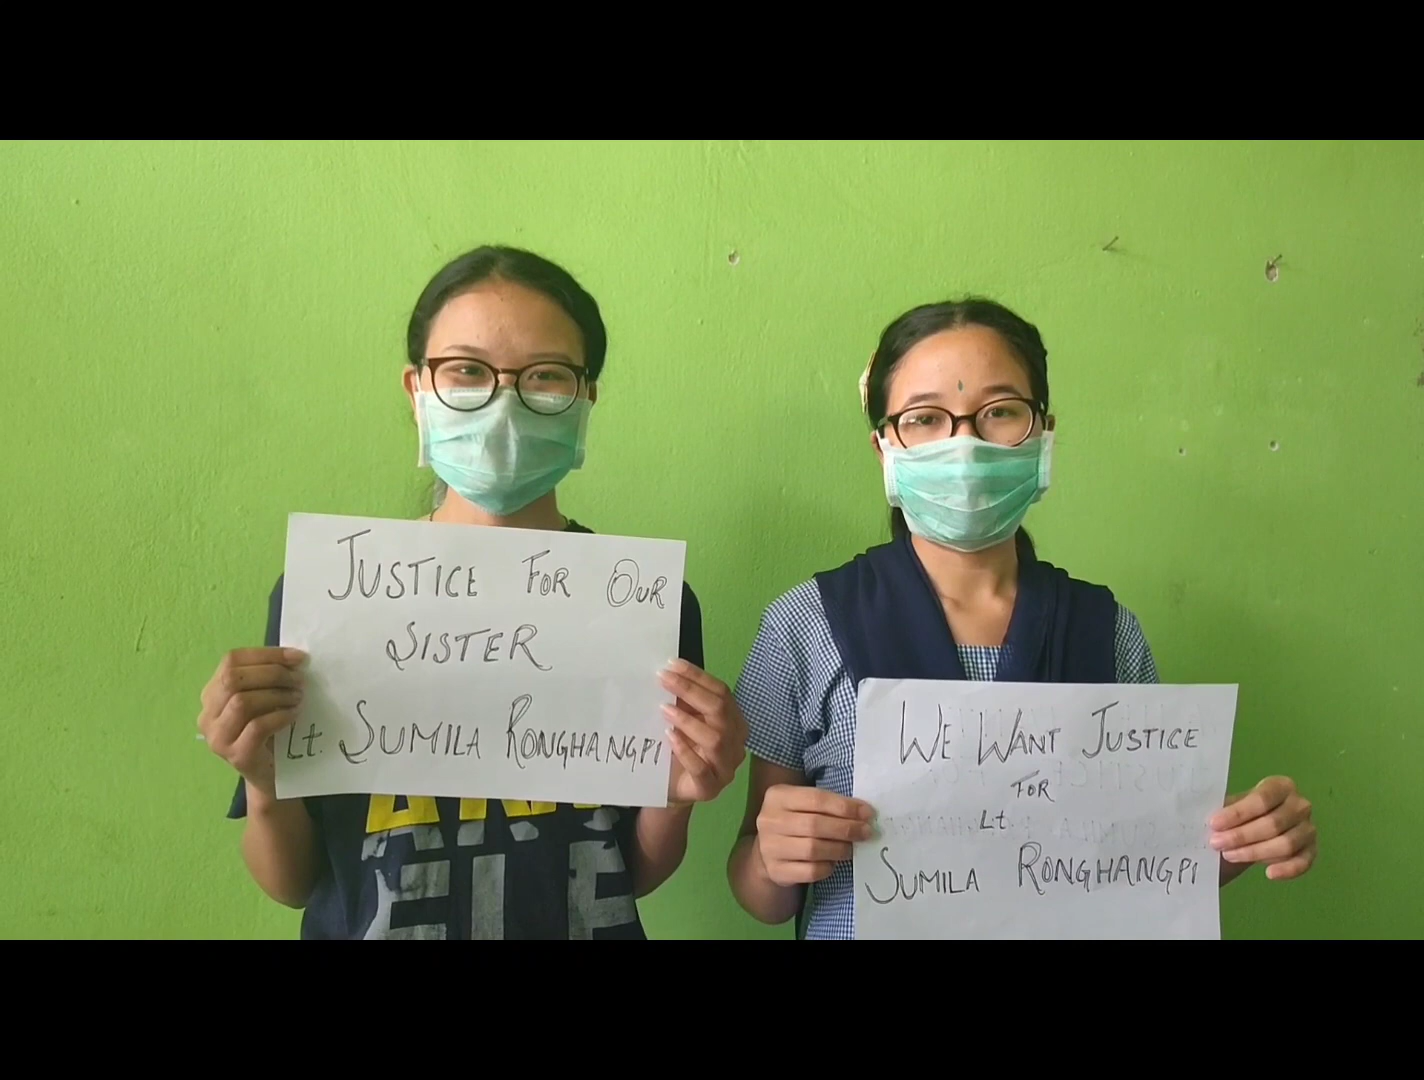 JUSTICE FOR OUR
SISTER
Lt. SUMILA RONGHANGPI
WE WANT JUSTICE
FOR
Lt
SUMILA RONGHANGPI